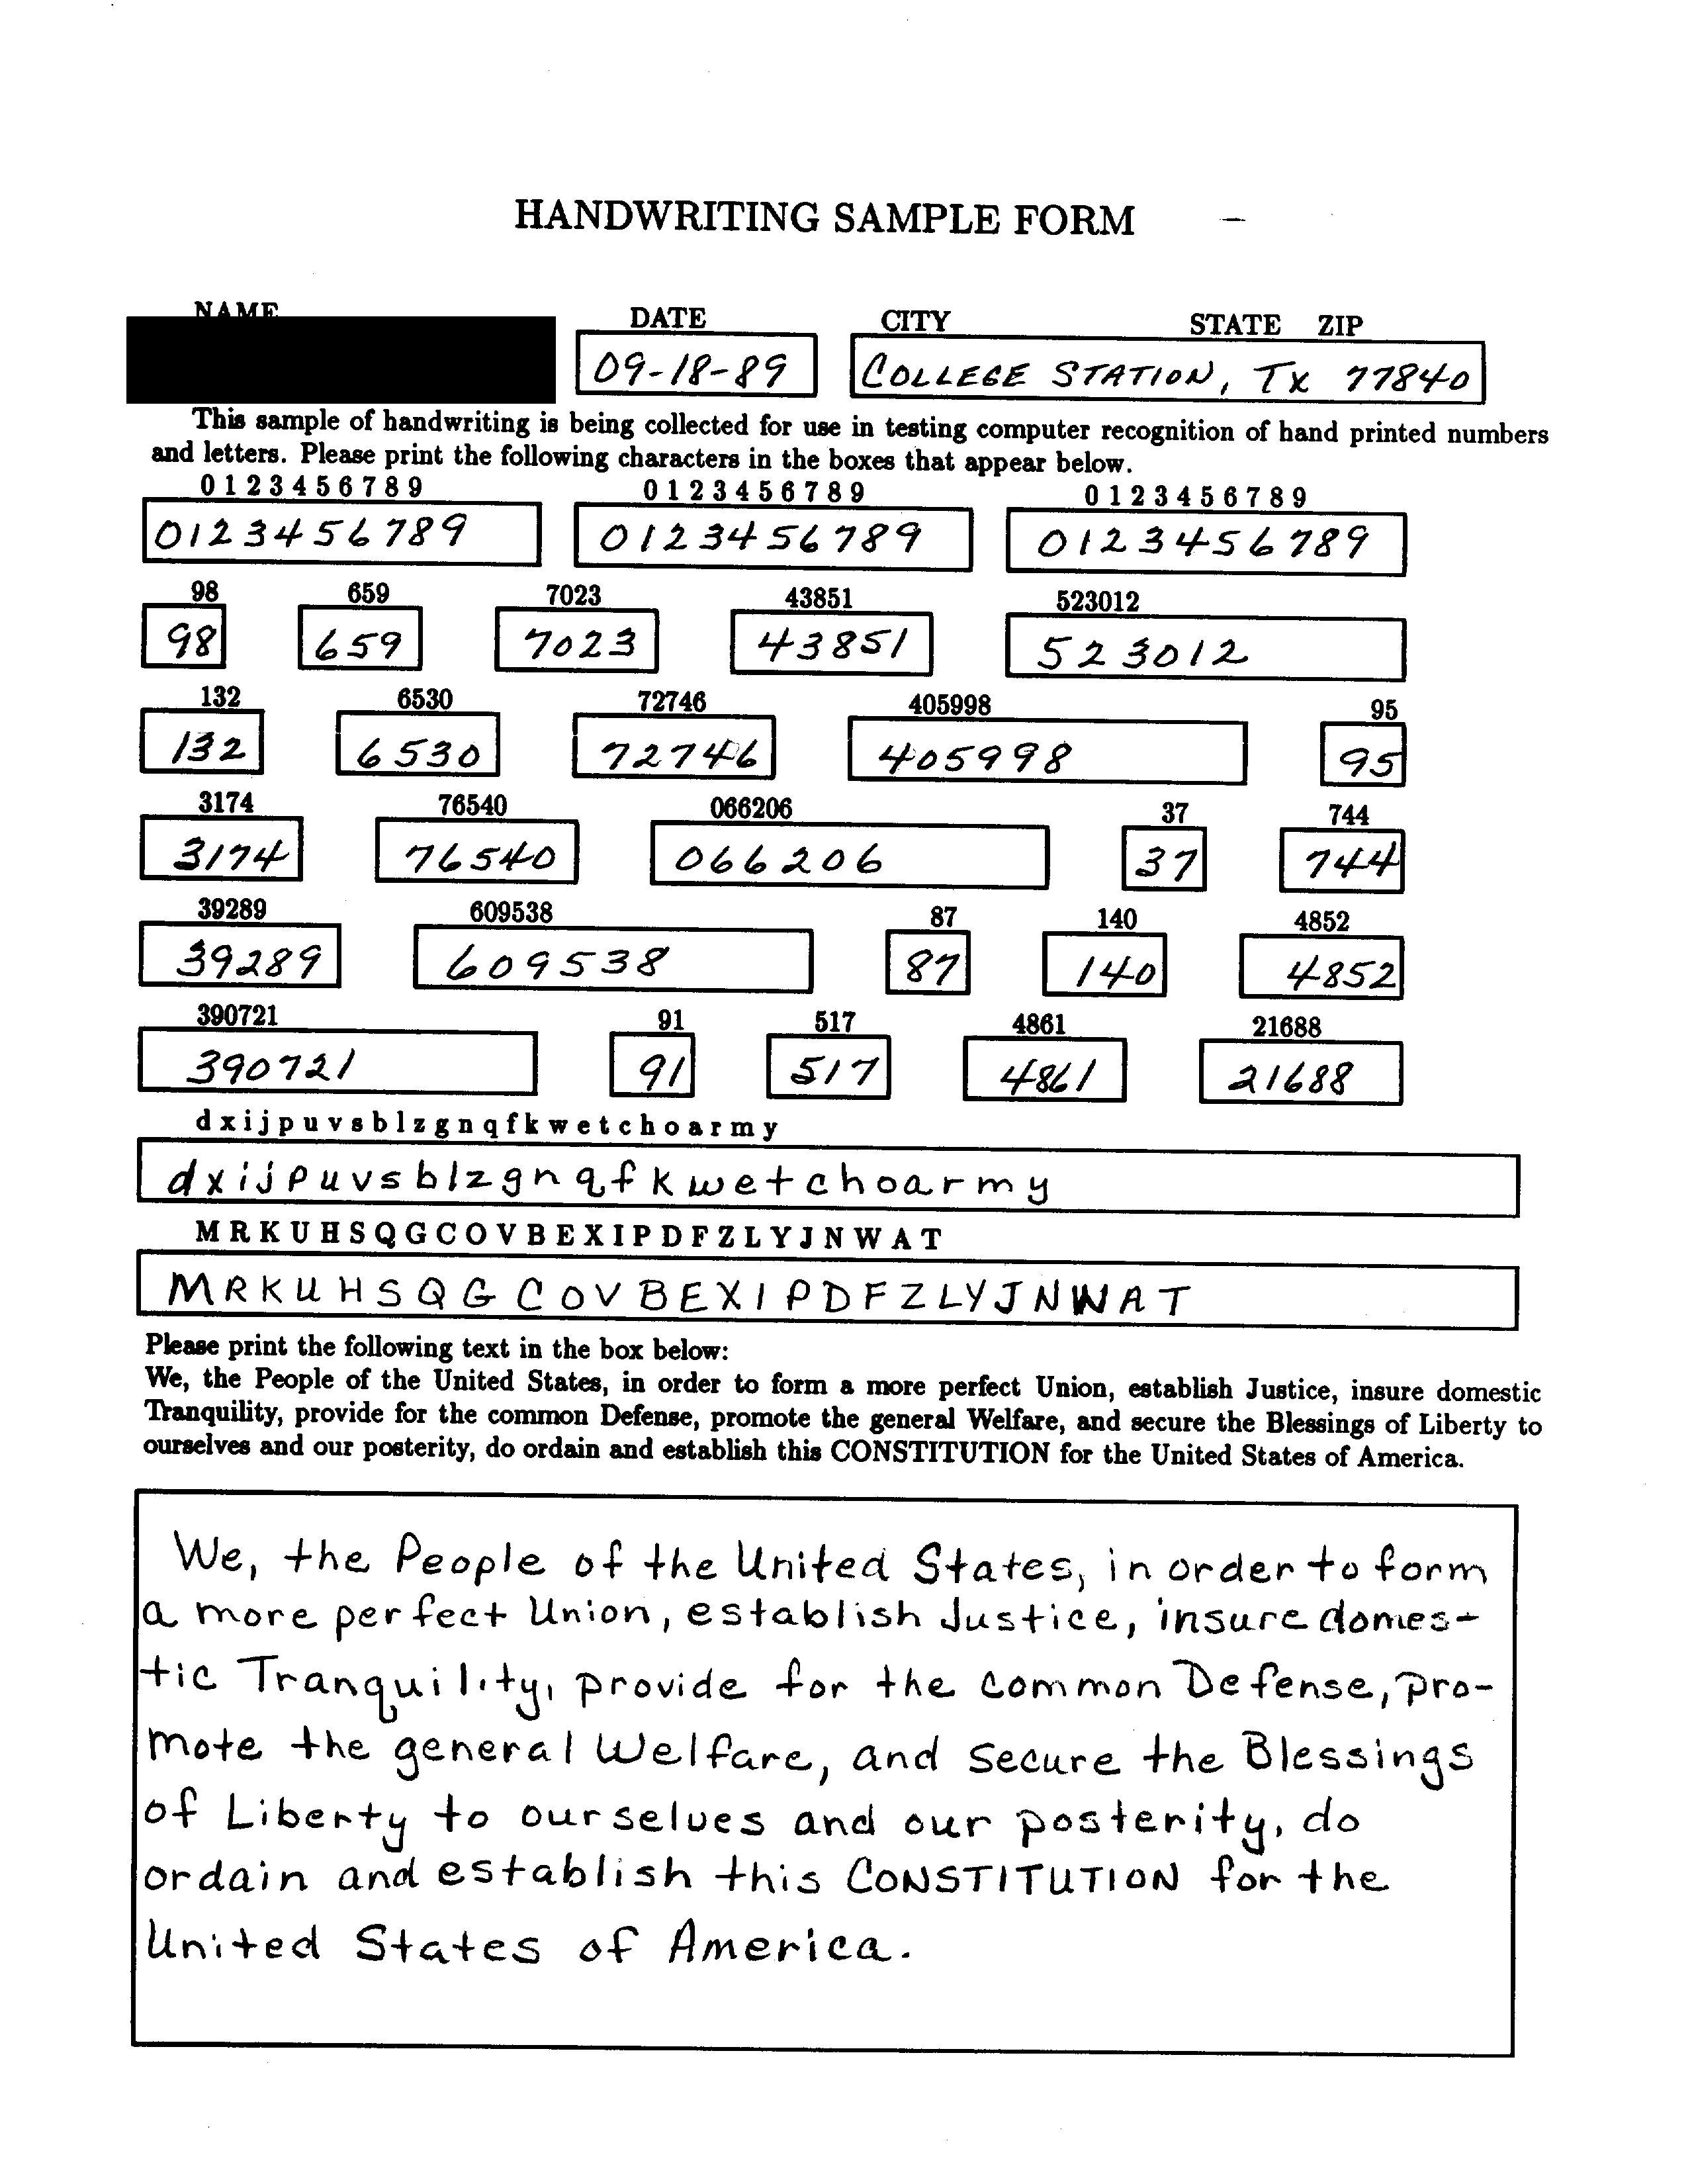 HANDWRITING SAMPLE FORM
NAME DATE CITY STATE ZIP
09-18-89 COLLEGE STATION, TX 77840
This sample of handwriting is being collected for use in testing computer recognition of hand printed numbers
and letters. Please print the following characters in the boxes that appear below.
0 1 2 3 4 5 6 7 8 9 0 1 2 3 4 5 6 7 8 9 0 1 2 3 4 5 6 7 8 9
0123456789 0123456789 0123456789
98 659 7023 43851 523012
98 659 7023 43851 523012
132 6530 72746 405998 95
132 6530 72746 405998 95
3174 76540 066206 37 744
3174 76540 066206 37 744
39289 609538 87 140 4852
39289 609538 87 140 4852
390721 91 517 4861 21688
390721 91 517 4861 21688
d x i j p u v s b l z g n q f k w e t c h o a r m y
d x i j p u v s b l z g n q f k w e t c h o a r m y
M R K U H S Q G C O V B E X I P D F Z L Y J N W A T
M R K U H S Q G C O V B E X I P D F Z L Y J N W A T
Please print the following text in the box below:
We, the People of the United States, in order to form a more perfect Union, establish Justice, insure domestic
Tranquility, provide for the common Defense, promote the general Welfare, and secure the Blessings of Liberty to
ourselves and our posterity, do ordain and establish this CONSTITUTION for the United States of America.
We, the People of the United States, in order to form
a more perfect Union, establish Justice, insure domes-
tic Tranquility, provide for the common Defense, pro-
mote the general Welfare, and secure the Blessings
of Liberty to ourselves and our posterity, do
ordain and establish this CONSTITUTION for the
United States of America.